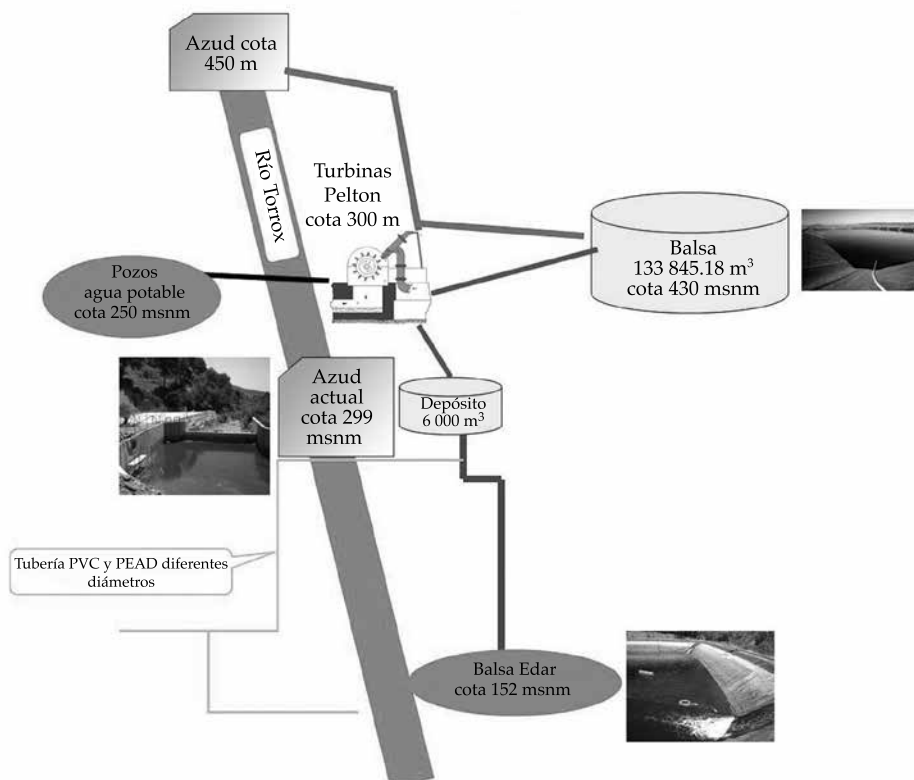 Azud cota
450 m
Río Torrox
Turbinas
Pelton
cota 300 m
Balsa
133 845.18 m³
cota 430 msnm
Pozos
agua potable
cota 250 msnm
Azud
actual
cota 299
msnm
Depósito
6 000 m³
Tubería PVC y PEAD diferentes
diámetros
Balsa Edar
cota 152 msnm